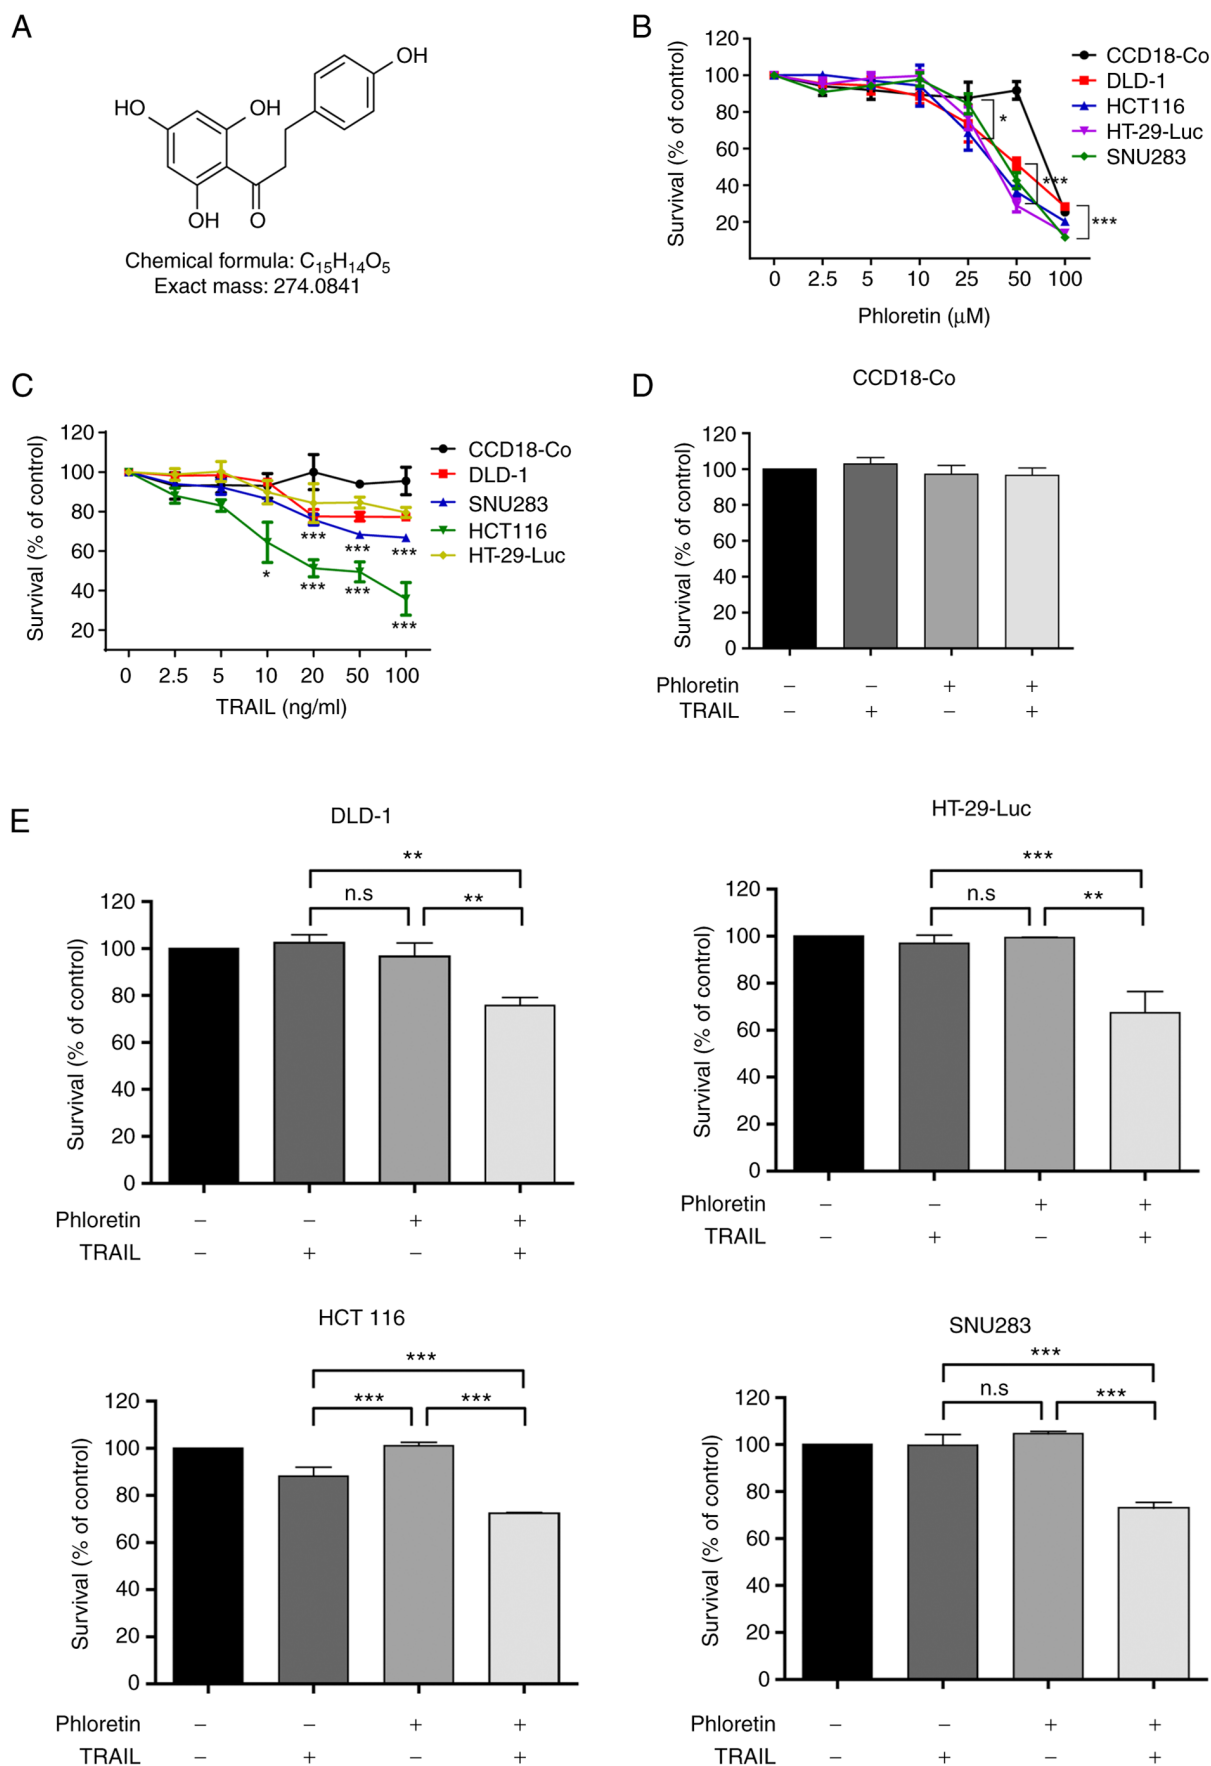 A
OH
HO
OH
OH
O
Chemical formula: C15H14O5
Exact mass: 274.0841
B
Survival (% of control)
120
100
80
60
40
20
*
***
***
0 2.5 5 10 25 50 100
Phloretin (μM)
CCD18-Co
DLD-1
HCT116
HT-29-Luc
SNU283
C
Survival (% of control)
120
100
80
60
40
20
*
***
***
***
***
***
***
0 2.5 5 10 20 50 100
TRAIL (ng/ml)
CCD18-Co
DLD-1
SNU283
HCT116
HT-29-Luc
D
CCD18-Co
Survival (% of control)
120
100
80
60
40
20
0
Phloretin − − + +
TRAIL − + − +
E
DLD-1
**
n.s **
Survival (% of control)
120
100
80
60
40
20
0
Phloretin − − + +
TRAIL − + − +
HT-29-Luc
***
n.s **
Survival (% of control)
120
100
80
60
40
20
0
Phloretin − − + +
TRAIL − + − +
HCT 116
***
*** ***
Survival (% of control)
120
100
80
60
40
20
0
Phloretin − − + +
TRAIL − + − +
SNU283
***
n.s ***
Survival (% of control)
120
100
80
60
40
20
0
Phloretin − − + +
TRAIL − + − +